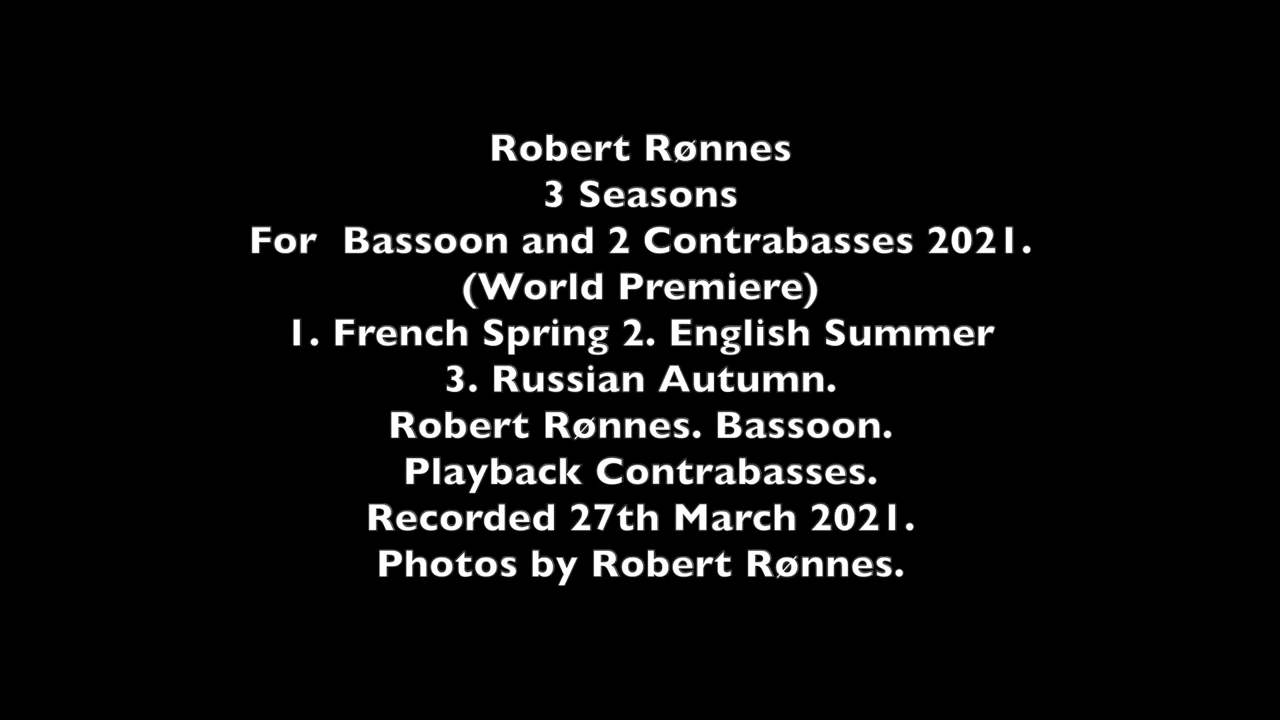 Robert Rønnes
3 Seasons
For  Bassoon and 2 Contrabasses 2021.
(World Premiere)
1. French Spring 2. English Summer
3. Russian Autumn.
Robert Rønnes. Bassoon.
Playback Contrabasses.
Recorded 27th March 2021.
Photos by Robert Rønnes.